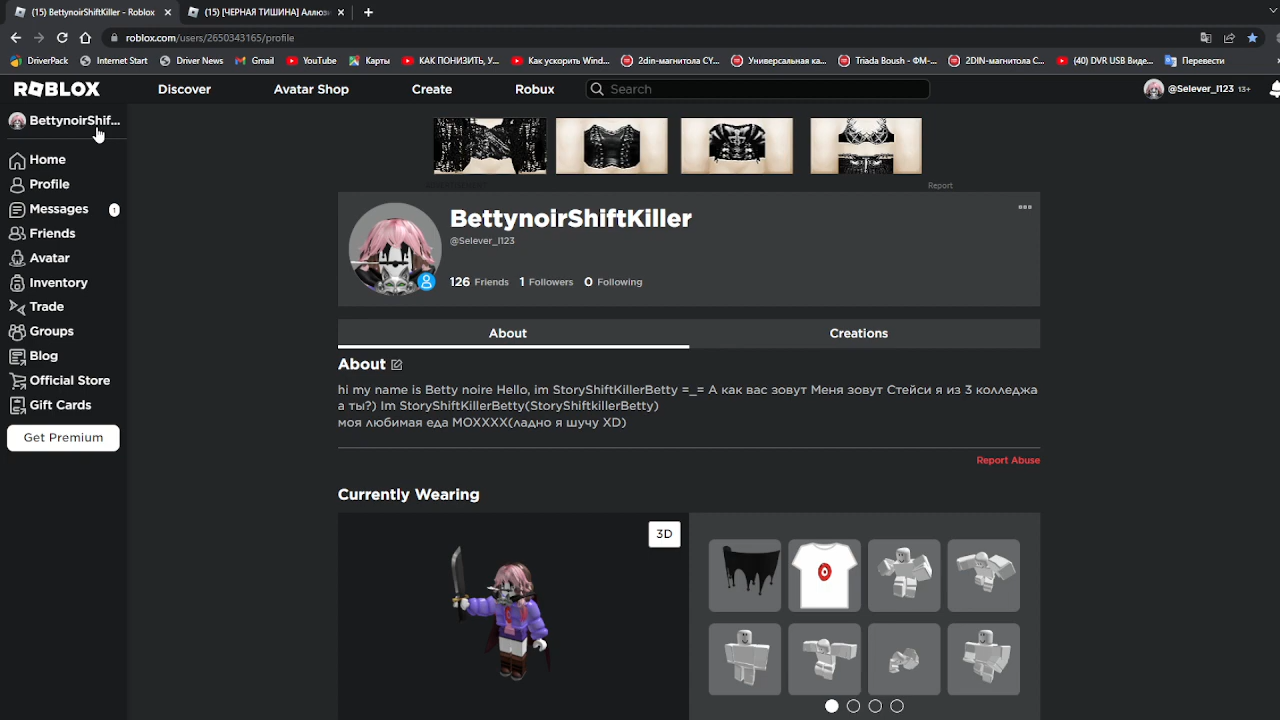 (15) BettynoirShiftKiller - Roblox
(15) [ЧЕРНАЯ ТИШИНА] Аллюз
roblox.com/users/2650343165/profile
DriverPack
Internet Start
Driver News
Gmail
YouTube
Карты
КАК ПОНИЗИТЬ, У...
Как ускорить Wind...
2din-магнитола CY...
Универсальная ка...
Triada Boush - ФМ-...
2DIN-магнитола C...
(40) DVR USB Виде...
Перевести
ROBLOX
Discover
Avatar Shop
Create
Robux
Search
@Selever_l123 13+
BettynoirShif...
Home
Profile
Messages 1
Friends
Avatar
Inventory
Trade
Groups
Blog
Official Store
Gift Cards
Get Premium
Report
BettynoirShiftKiller
@Selever_l123
126 Friends 1 Followers 0 Following
About
Creations
About
hi my name is Betty noire Hello, im StoryShiftKillerBetty =_= А как вас зовут Меня зовут Стейси я из 3 колледжа
а ты?) Im StoryShiftKillerBetty(StoryShiftkillerBetty)
моя любимая еда МОХХХХ(ладно я шучу XD)
Report Abuse
Currently Wearing
3D